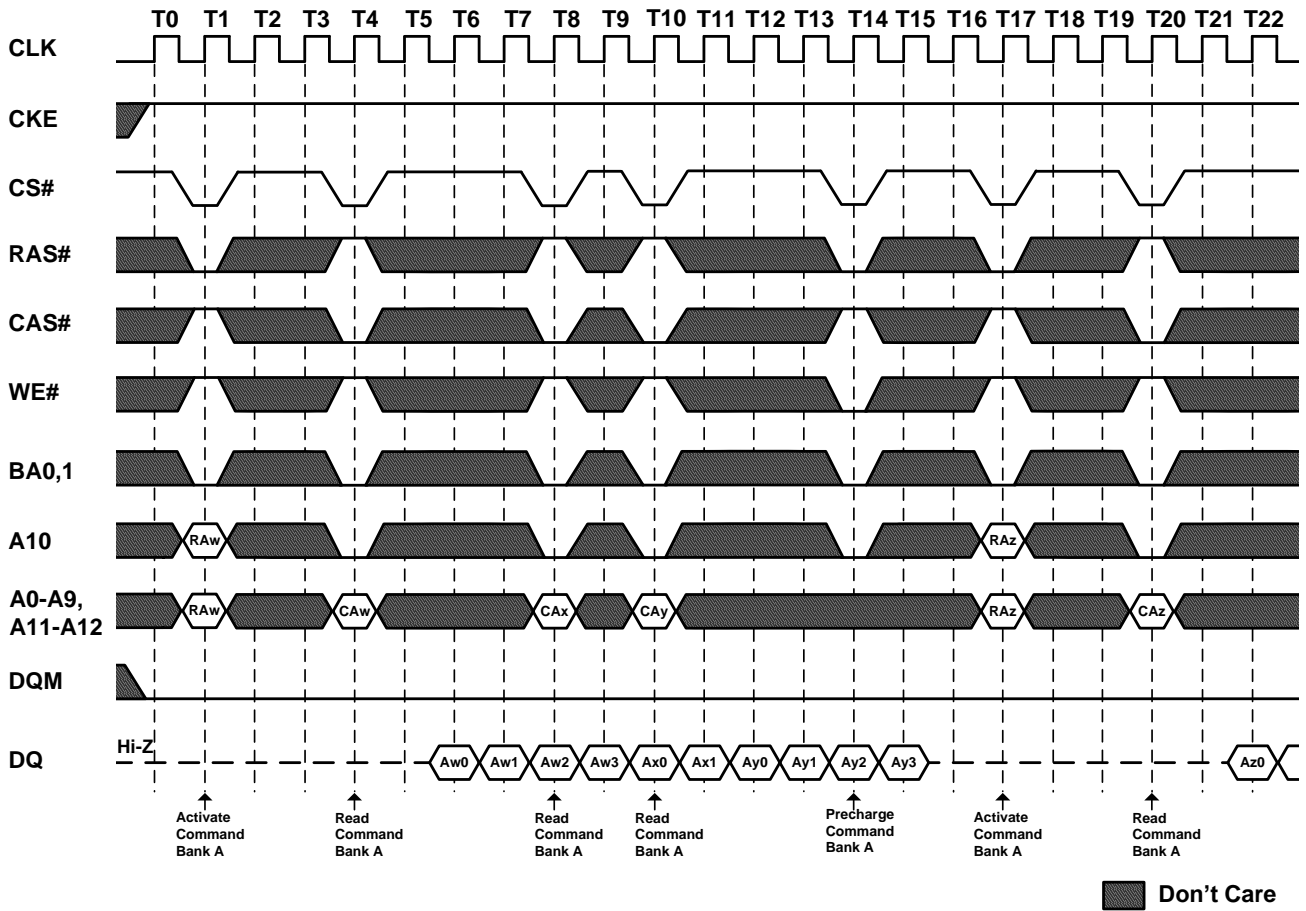 T0 T1 T2 T3 T4 T5 T6 T7 T8 T9 T10 T11 T12 T13 T14 T15 T16 T17 T18 T19 T20 T21 T22
CLK
CKE
CS#
RAS#
CAS#
WE#
BA0,1
A10 RAw RAz
A0-A9,
A11-A12 RAw CAw CAx CAy RAz CAz
DQM
Hi-Z
DQ Aw0 Aw1 Aw2 Aw3 Ax0 Ax1 Ay0 Ay1 Ay2 Ay3 Az0
Activate
Command
Bank A
Read
Command
Bank A
Read
Command
Bank A
Read
Command
Bank A
Precharge
Command
Bank A
Activate
Command
Bank A
Read
Command
Bank A
Don't Care